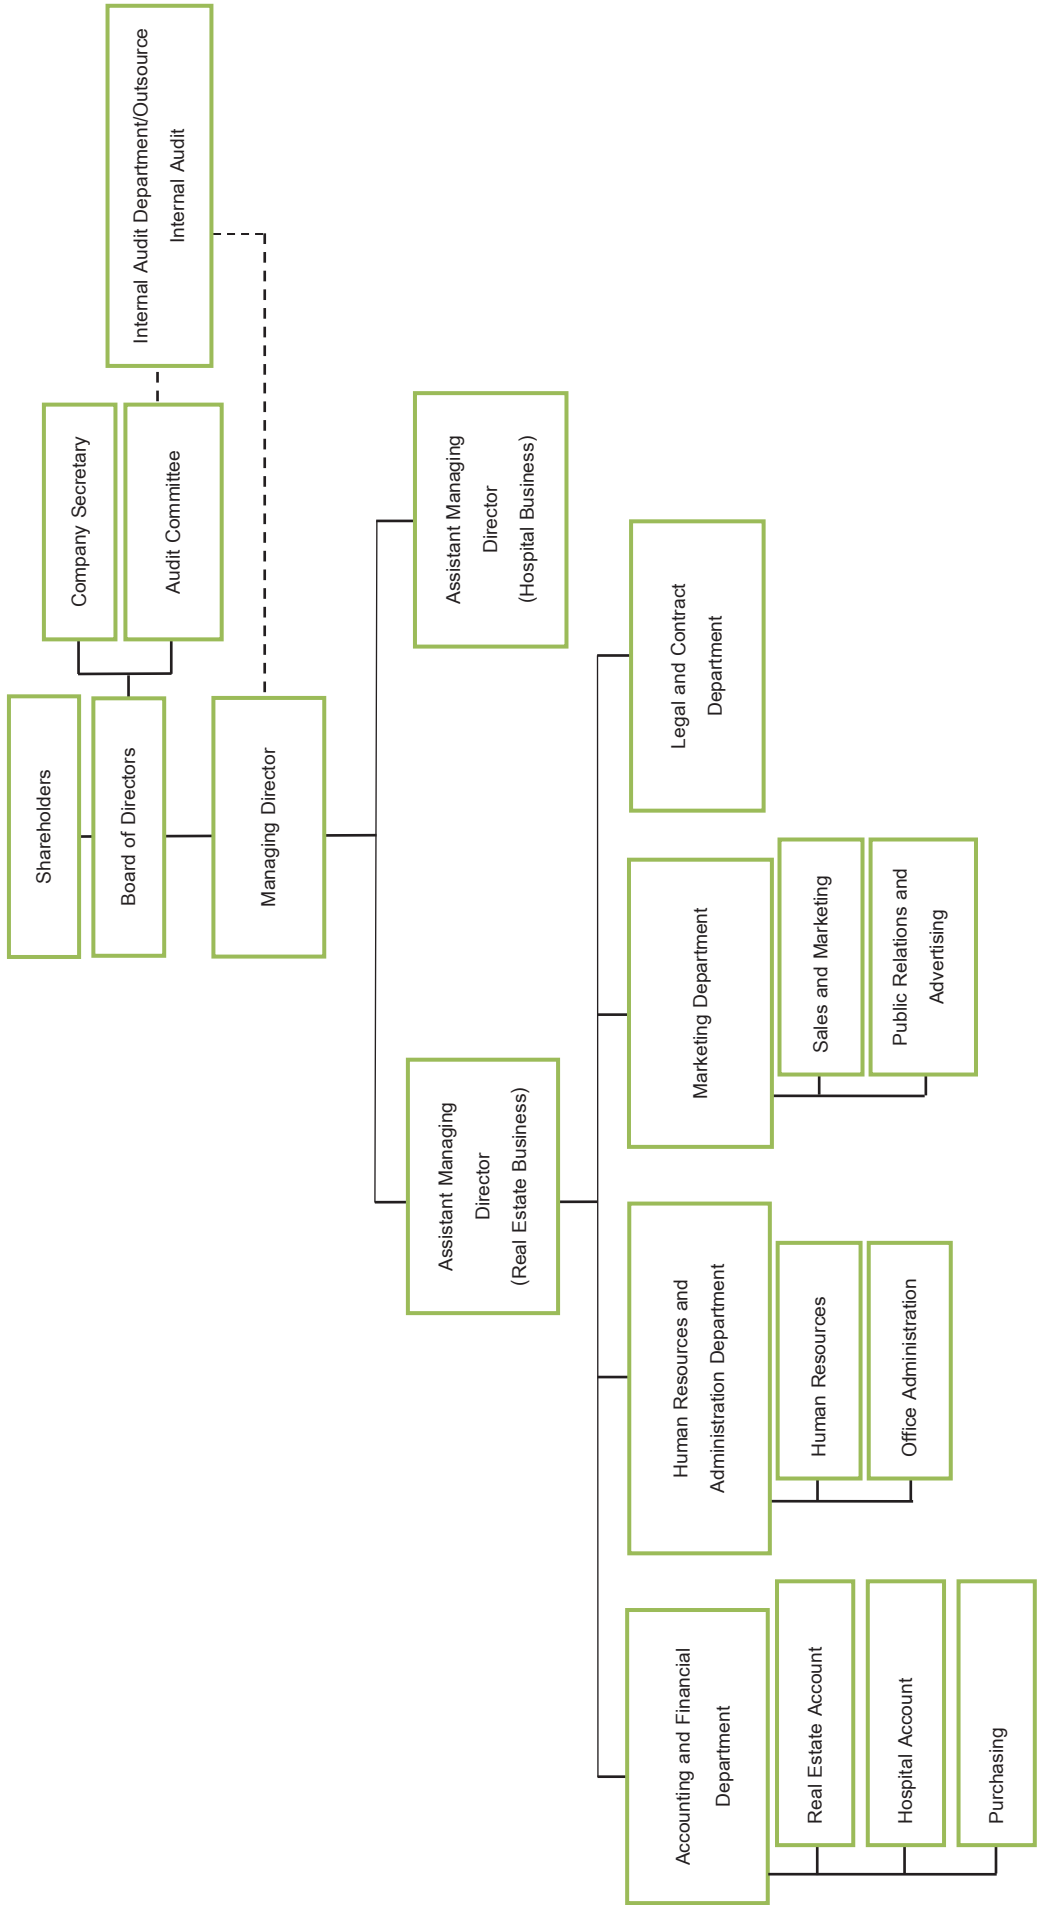 Shareholders
Company Secretary
Board of Directors
Audit Committee
Internal Audit Department/Outsource
Internal Audit
Managing Director
Assistant Managing
Director
(Real Estate Business)
Assistant Managing
Director
(Hospital Business)
Accounting and Financial
Department
Human Resources and
Administration Department
Marketing Department
Legal and Contract
Department
Real Estate Account
Human Resources
Sales and Marketing
Hospital Account
Office Administration
Public Relations and
Advertising
Purchasing